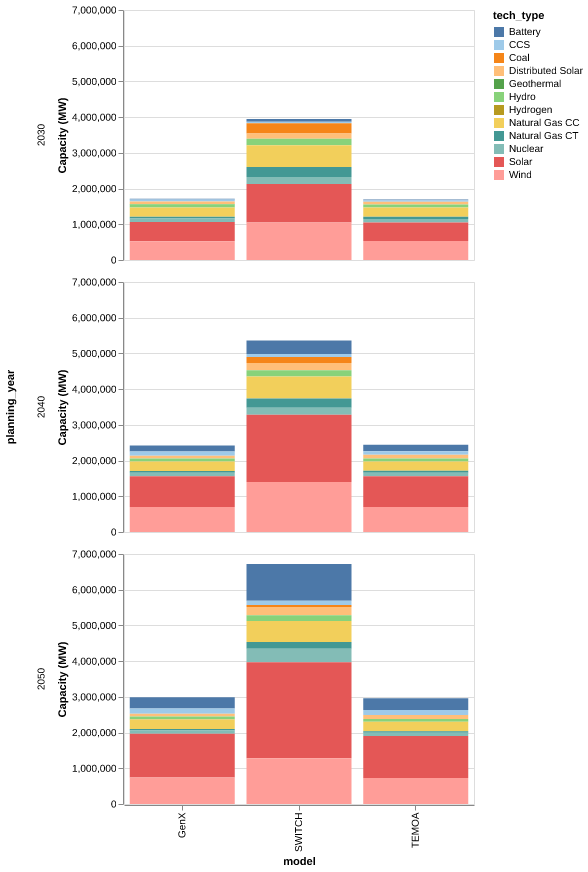 tech_type
Battery
CCS
Coal
Distributed Solar
Geothermal
Hydro
Hydrogen
Natural Gas CC
Natural Gas CT
Nuclear
Solar
Wind
planning_year
2030
Capacity (MW)
7,000,000
6,000,000
5,000,000
4,000,000
3,000,000
2,000,000
1,000,000
0
2040
Capacity (MW)
7,000,000
6,000,000
5,000,000
4,000,000
3,000,000
2,000,000
1,000,000
0
2050
Capacity (MW)
7,000,000
6,000,000
5,000,000
4,000,000
3,000,000
2,000,000
1,000,000
0
GenX
SWITCH
TEMOA
model